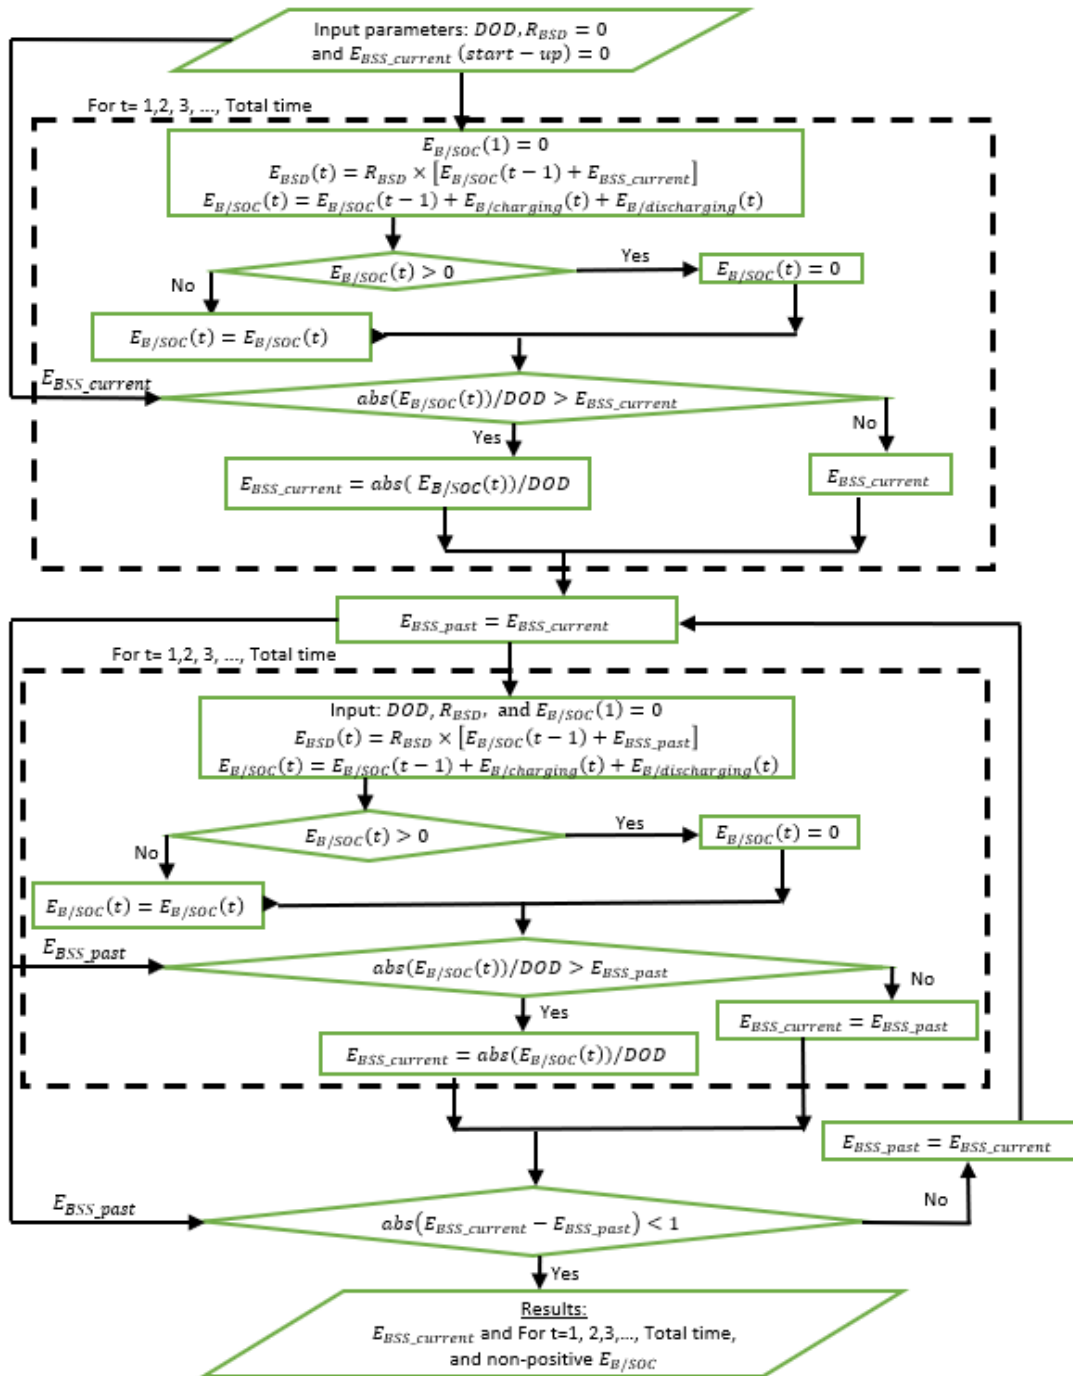 Input parameters: DOD, R_BSD = 0
and E_BSS_current (start − up) = 0
For t= 1,2, 3, ..., Total time
E_B/SOC(1) = 0
E_BSD(t) = R_BSD × [E_B/SOC(t − 1) + E_BSS_current]
E_B/SOC(t) = E_B/SOC(t − 1) + E_B/charging(t) + E_B/discharging(t)
E_B/SOC(t) > 0
Yes
E_B/SOC(t) = 0
No
E_B/SOC(t) = E_B/SOC(t)
E_BSS_current
abs(E_B/SOC(t))/DOD > E_BSS_current
No
Yes
E_BSS_current = abs( E_B/SOC(t))/DOD
E_BSS_current
E_BSS_past = E_BSS_current
For t= 1,2, 3, ..., Total time
Input: DOD, R_BSD, and E_B/SOC(1) = 0
E_BSD(t) = R_BSD × [E_B/SOC(t − 1) + E_BSS_past]
E_B/SOC(t) = E_B/SOC(t − 1) + E_B/charging(t) + E_B/discharging(t)
E_B/SOC(t) > 0
Yes
E_B/SOC(t) = 0
No
E_B/SOC(t) = E_B/SOC(t)
E_BSS_past
abs(E_B/SOC(t))/DOD > E_BSS_past
No
Yes
E_BSS_current = E_BSS_past
E_BSS_current = abs(E_B/SOC(t))/DOD
E_BSS_past = E_BSS_current
E_BSS_past
abs(E_BSS_current − E_BSS_past) < 1
No
Yes
Results:
E_BSS_current and For t=1, 2,3,..., Total time,
and non-positive E_B/SOC